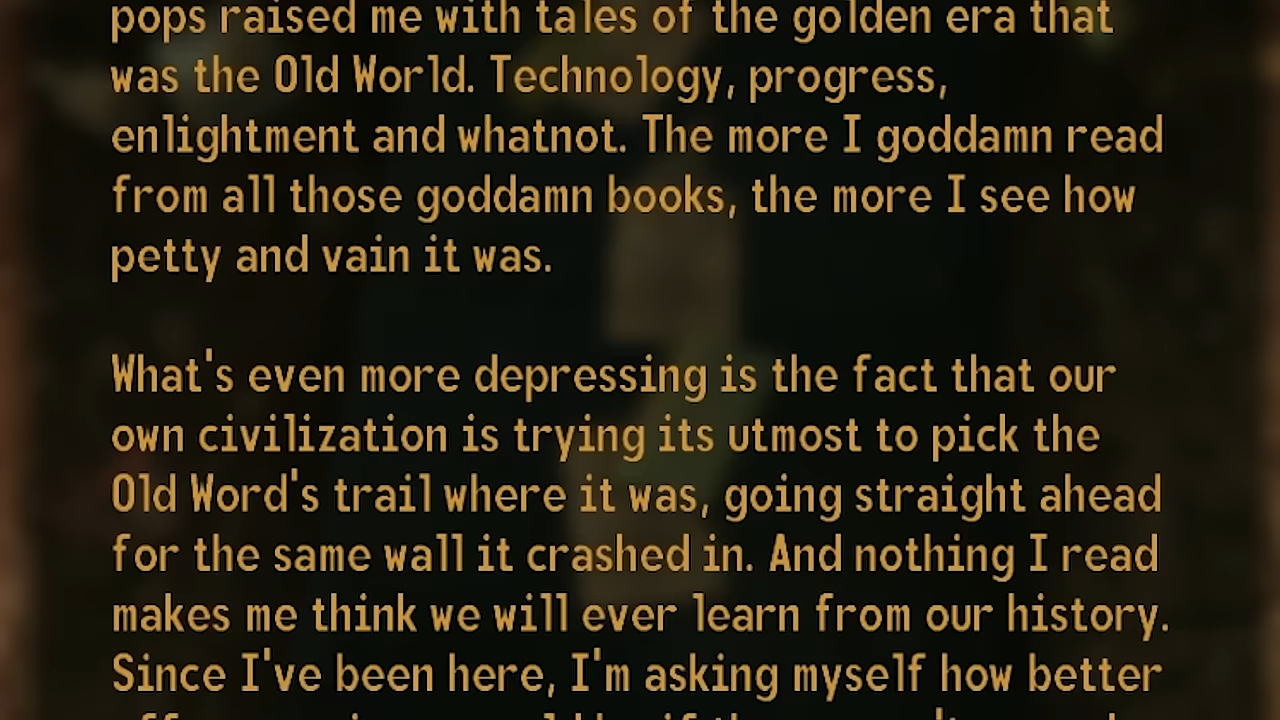 pops raised me with tales of the golden era that
was the Old World. Technology, progress,
enlightment and whatnot. The more I goddamn read
from all those goddamn books, the more I see how
petty and vain it was.
What's even more depressing is the fact that our
own civilization is trying its utmost to pick the
Old Word's trail where it was, going straight ahead
for the same wall it crashed in. And nothing I read
makes me think we will ever learn from our history.
Since I've been here, I'm asking myself how better